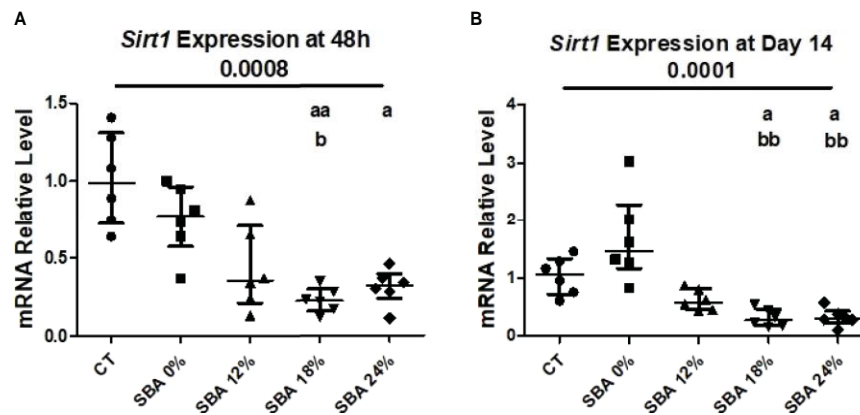 A
Sirt1 Expression at 48h
0.0008
mRNA Relative Level
1.5
1.0
0.5
0.0
aa
b
a
CT
SBA 0%
SBA 12%
SBA 18%
SBA 24%
B
Sirt1 Expression at Day 14
0.0001
mRNA Relative Level
4
3
2
1
0
a
bb
a
bb
CT
SBA 0%
SBA 12%
SBA 18%
SBA 24%